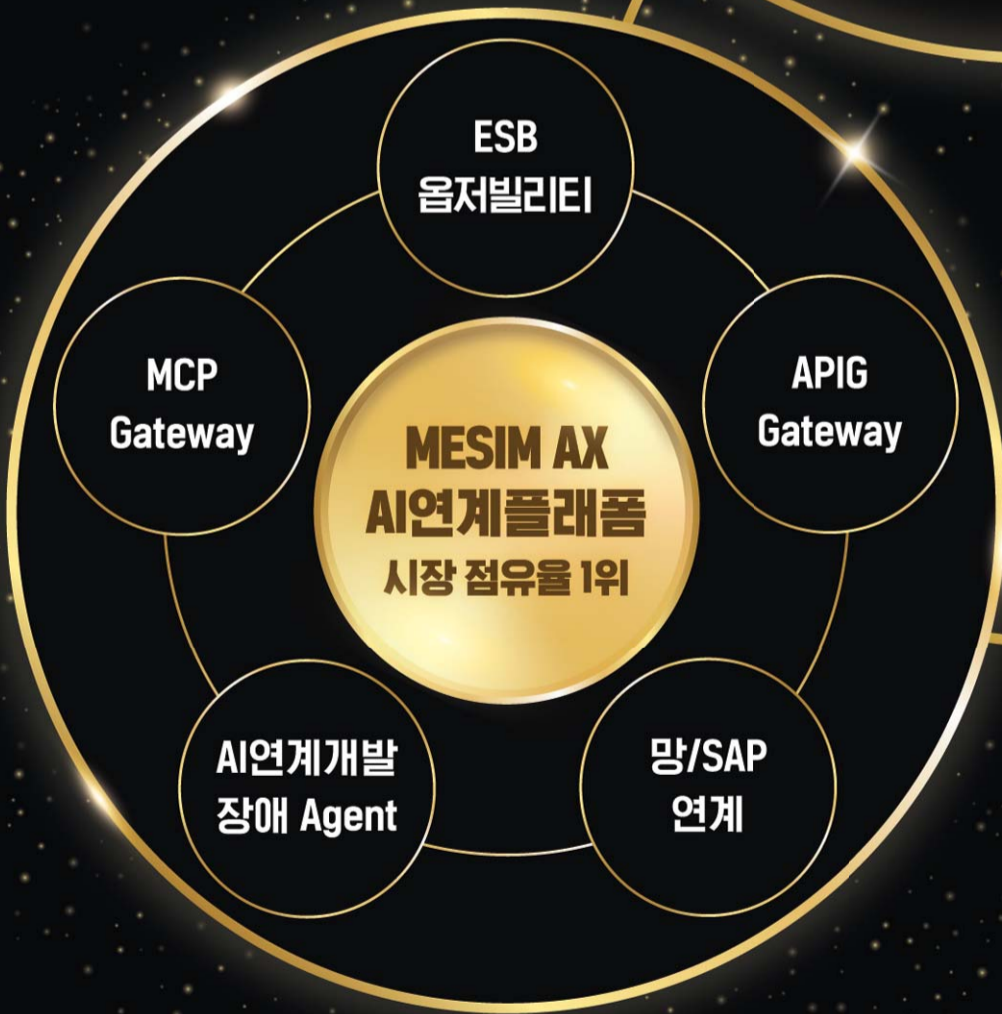 ESB
옵저빌리티
MCP
Gateway
APIG
Gateway
MESIM AX
AI연계플래폼
시장 점유율 1위
AI연계개발
장애 Agent
망/SAP
연계